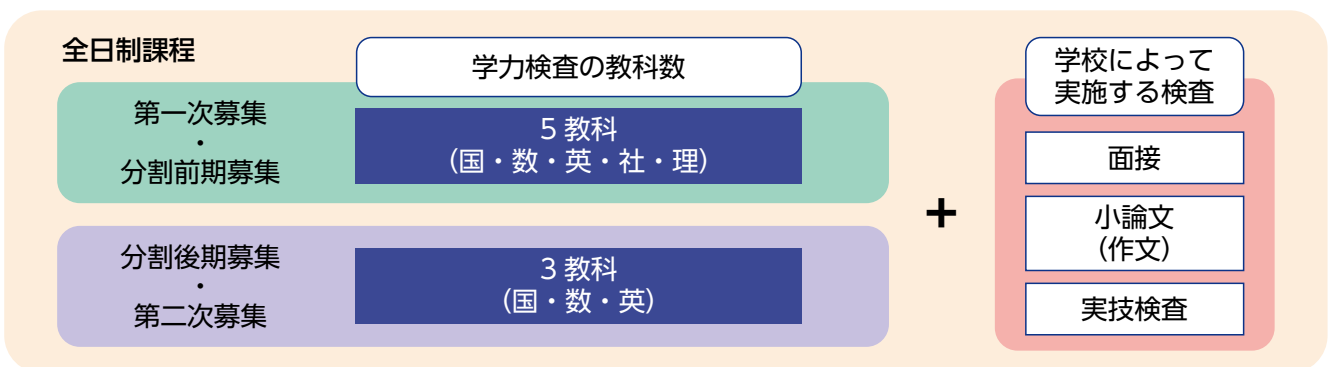 全日制課程
学力検査の教科数
第一次募集
・
分割前期募集
5 教科
(国・数・英・社・理)
分割後期募集
・
第二次募集
3 教科
(国・数・英)
+
学校によって
実施する検査
面接
小論文
(作文)
実技検査